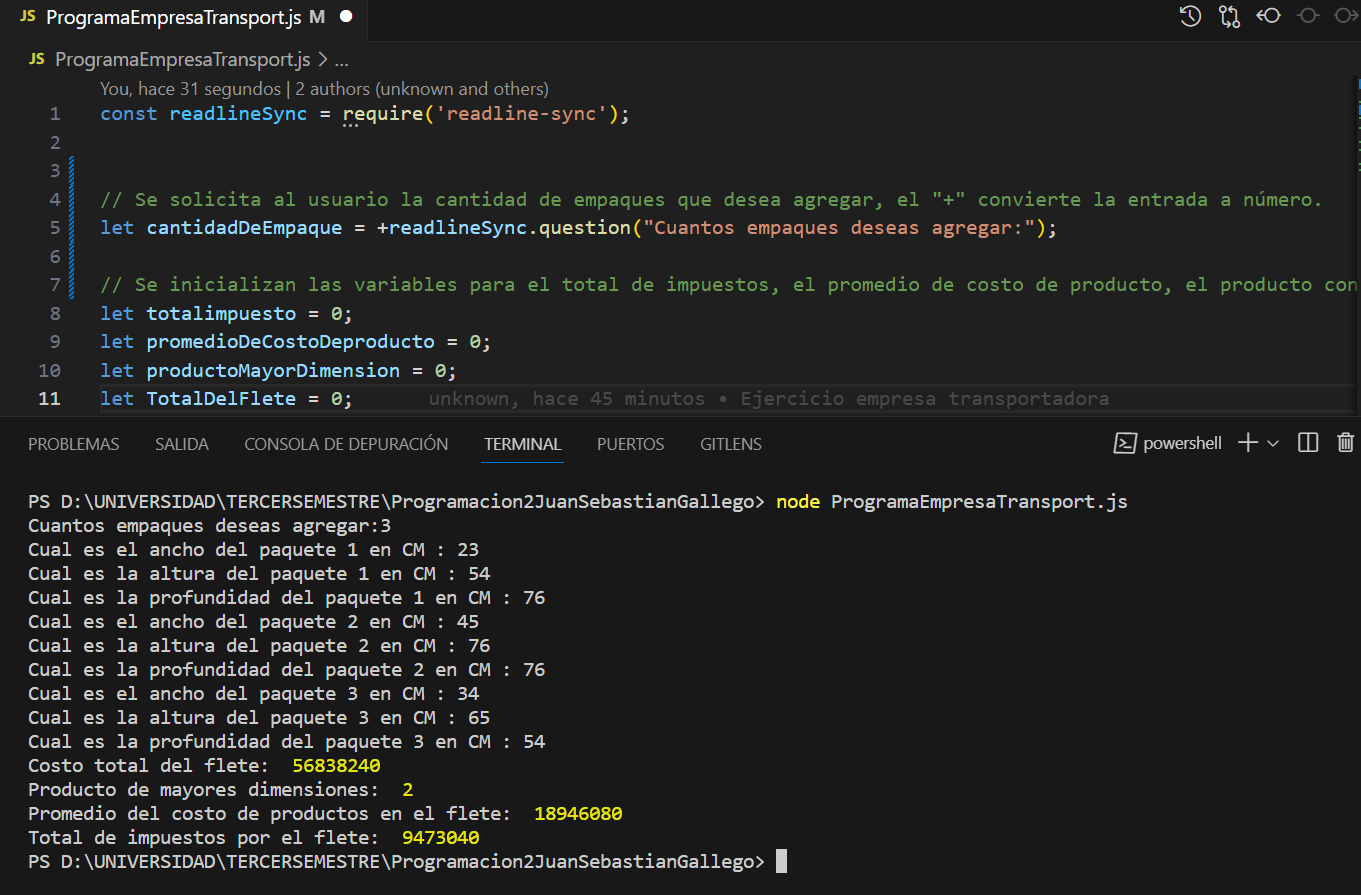 JS ProgramaEmpresaTransport.js M
JS ProgramaEmpresaTransport.js > ...
You, hace 31 segundos | 2 authors (unknown and others)
1 const readlineSync = require('readline-sync');
2
3
4 // Se solicita al usuario la cantidad de empaques que desea agregar, el "+" convierte la entrada a número.
5 let cantidadDeEmpaque = +readlineSync.question("Cuantos empaques deseas agregar:");
6
7 // Se inicializan las variables para el total de impuestos, el promedio de costo de producto, el producto con
8 let totalimpuesto = 0;
9 let promedioDeCostoDeproducto = 0;
10 let productoMayorDimension = 0;
11 let TotalDelFlete = 0; unknown, hace 45 minutos • Ejercicio empresa transportadora
PROBLEMAS SALIDA CONSOLA DE DEPURACIÓN TERMINAL PUERTOS GITLENS powershell
PS D:\UNIVERSIDAD\TERCERSEMESTRE\Programacion2JuanSebastianGallego> node ProgramaEmpresaTransport.js
Cuantos empaques deseas agregar:3
Cual es el ancho del paquete 1 en CM : 23
Cual es la altura del paquete 1 en CM : 54
Cual es la profundidad del paquete 1 en CM : 76
Cual es el ancho del paquete 2 en CM : 45
Cual es la altura del paquete 2 en CM : 76
Cual es la profundidad del paquete 2 en CM : 76
Cual es el ancho del paquete 3 en CM : 34
Cual es la altura del paquete 3 en CM : 65
Cual es la profundidad del paquete 3 en CM : 54
Costo total del flete: 56838240
Producto de mayores dimensiones: 2
Promedio del costo de productos en el flete: 18946080
Total de impuestos por el flete: 9473040
PS D:\UNIVERSIDAD\TERCERSEMESTRE\Programacion2JuanSebastianGallego>